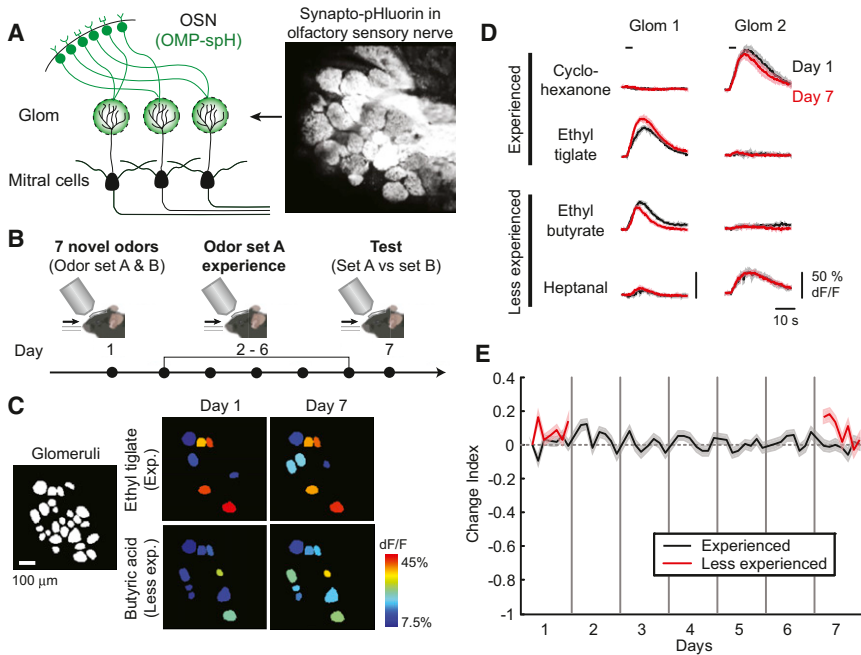 A
OSN
(OMP-spH)
Glom
Mitral cells
Synapto-pHluorin in
olfactory sensory nerve
B
7 novel odors
(Odor set A & B)
Odor set A
experience
Test
(Set A vs set B)
Day
1
2 - 6
7
C
Glomeruli
100 μm
Day 1
Day 7
Ethyl tiglate
(Exp.)
Butyric acid
(Less exp.)
dF/F
45%
7.5%
D
Glom 1
Glom 2
Experienced
Cyclo-
hexanone
Day 1
Day 7
Ethyl
tiglate
Less experienced
Ethyl
butyrate
Heptanal
50 %
dF/F
10 s
E
Change Index
0.4
0.2
0
-0.2
-0.4
-0.6
-0.8
-1
Experienced
Less experienced
1
2
3
4
5
6
7
Days